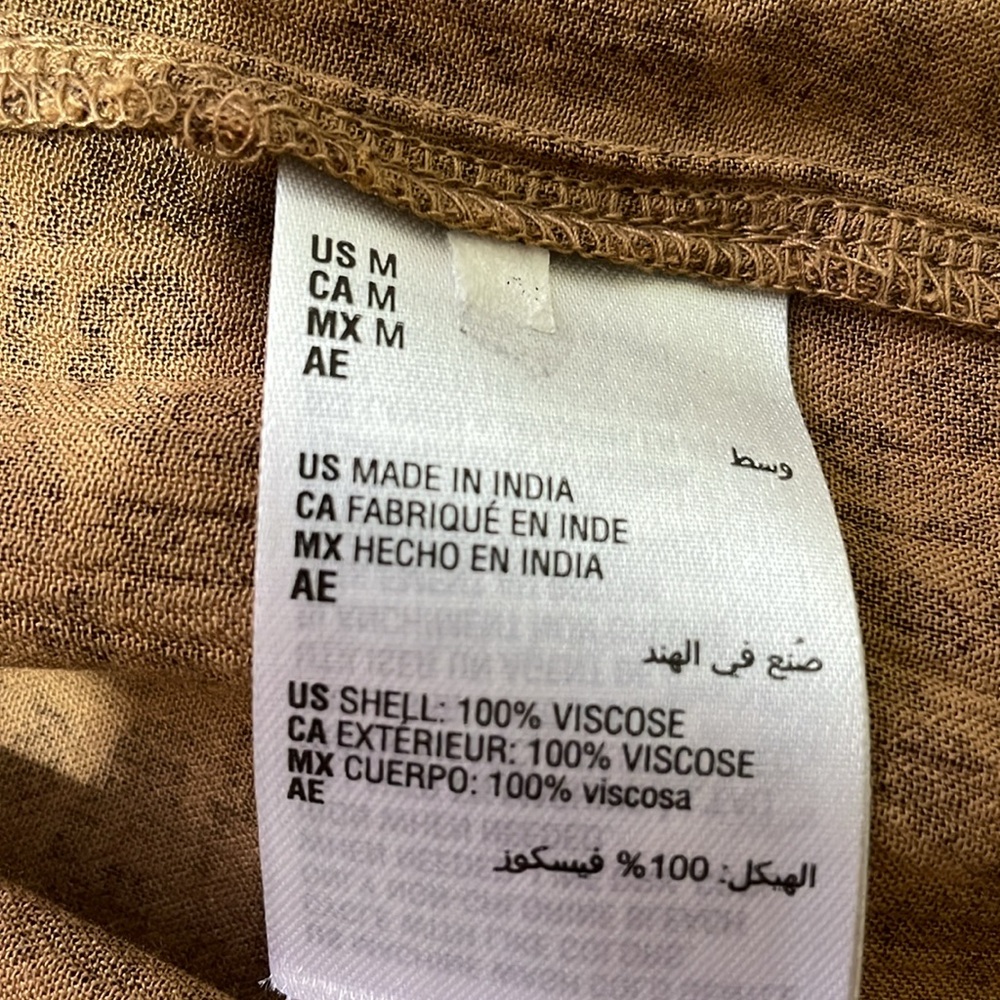 US M
CA M
MX M
AE
وسط
US MADE IN INDIA
CA FABRIQUÉ EN INDE
MX HECHO EN INDIA
AE
صُنع في الهند
US SHELL: 100% VISCOSE
CA EXTÉRIEUR: 100% VISCOSE
MX CUERPO: 100% viscosa
AE
الهيكل: 100% فيسكوز